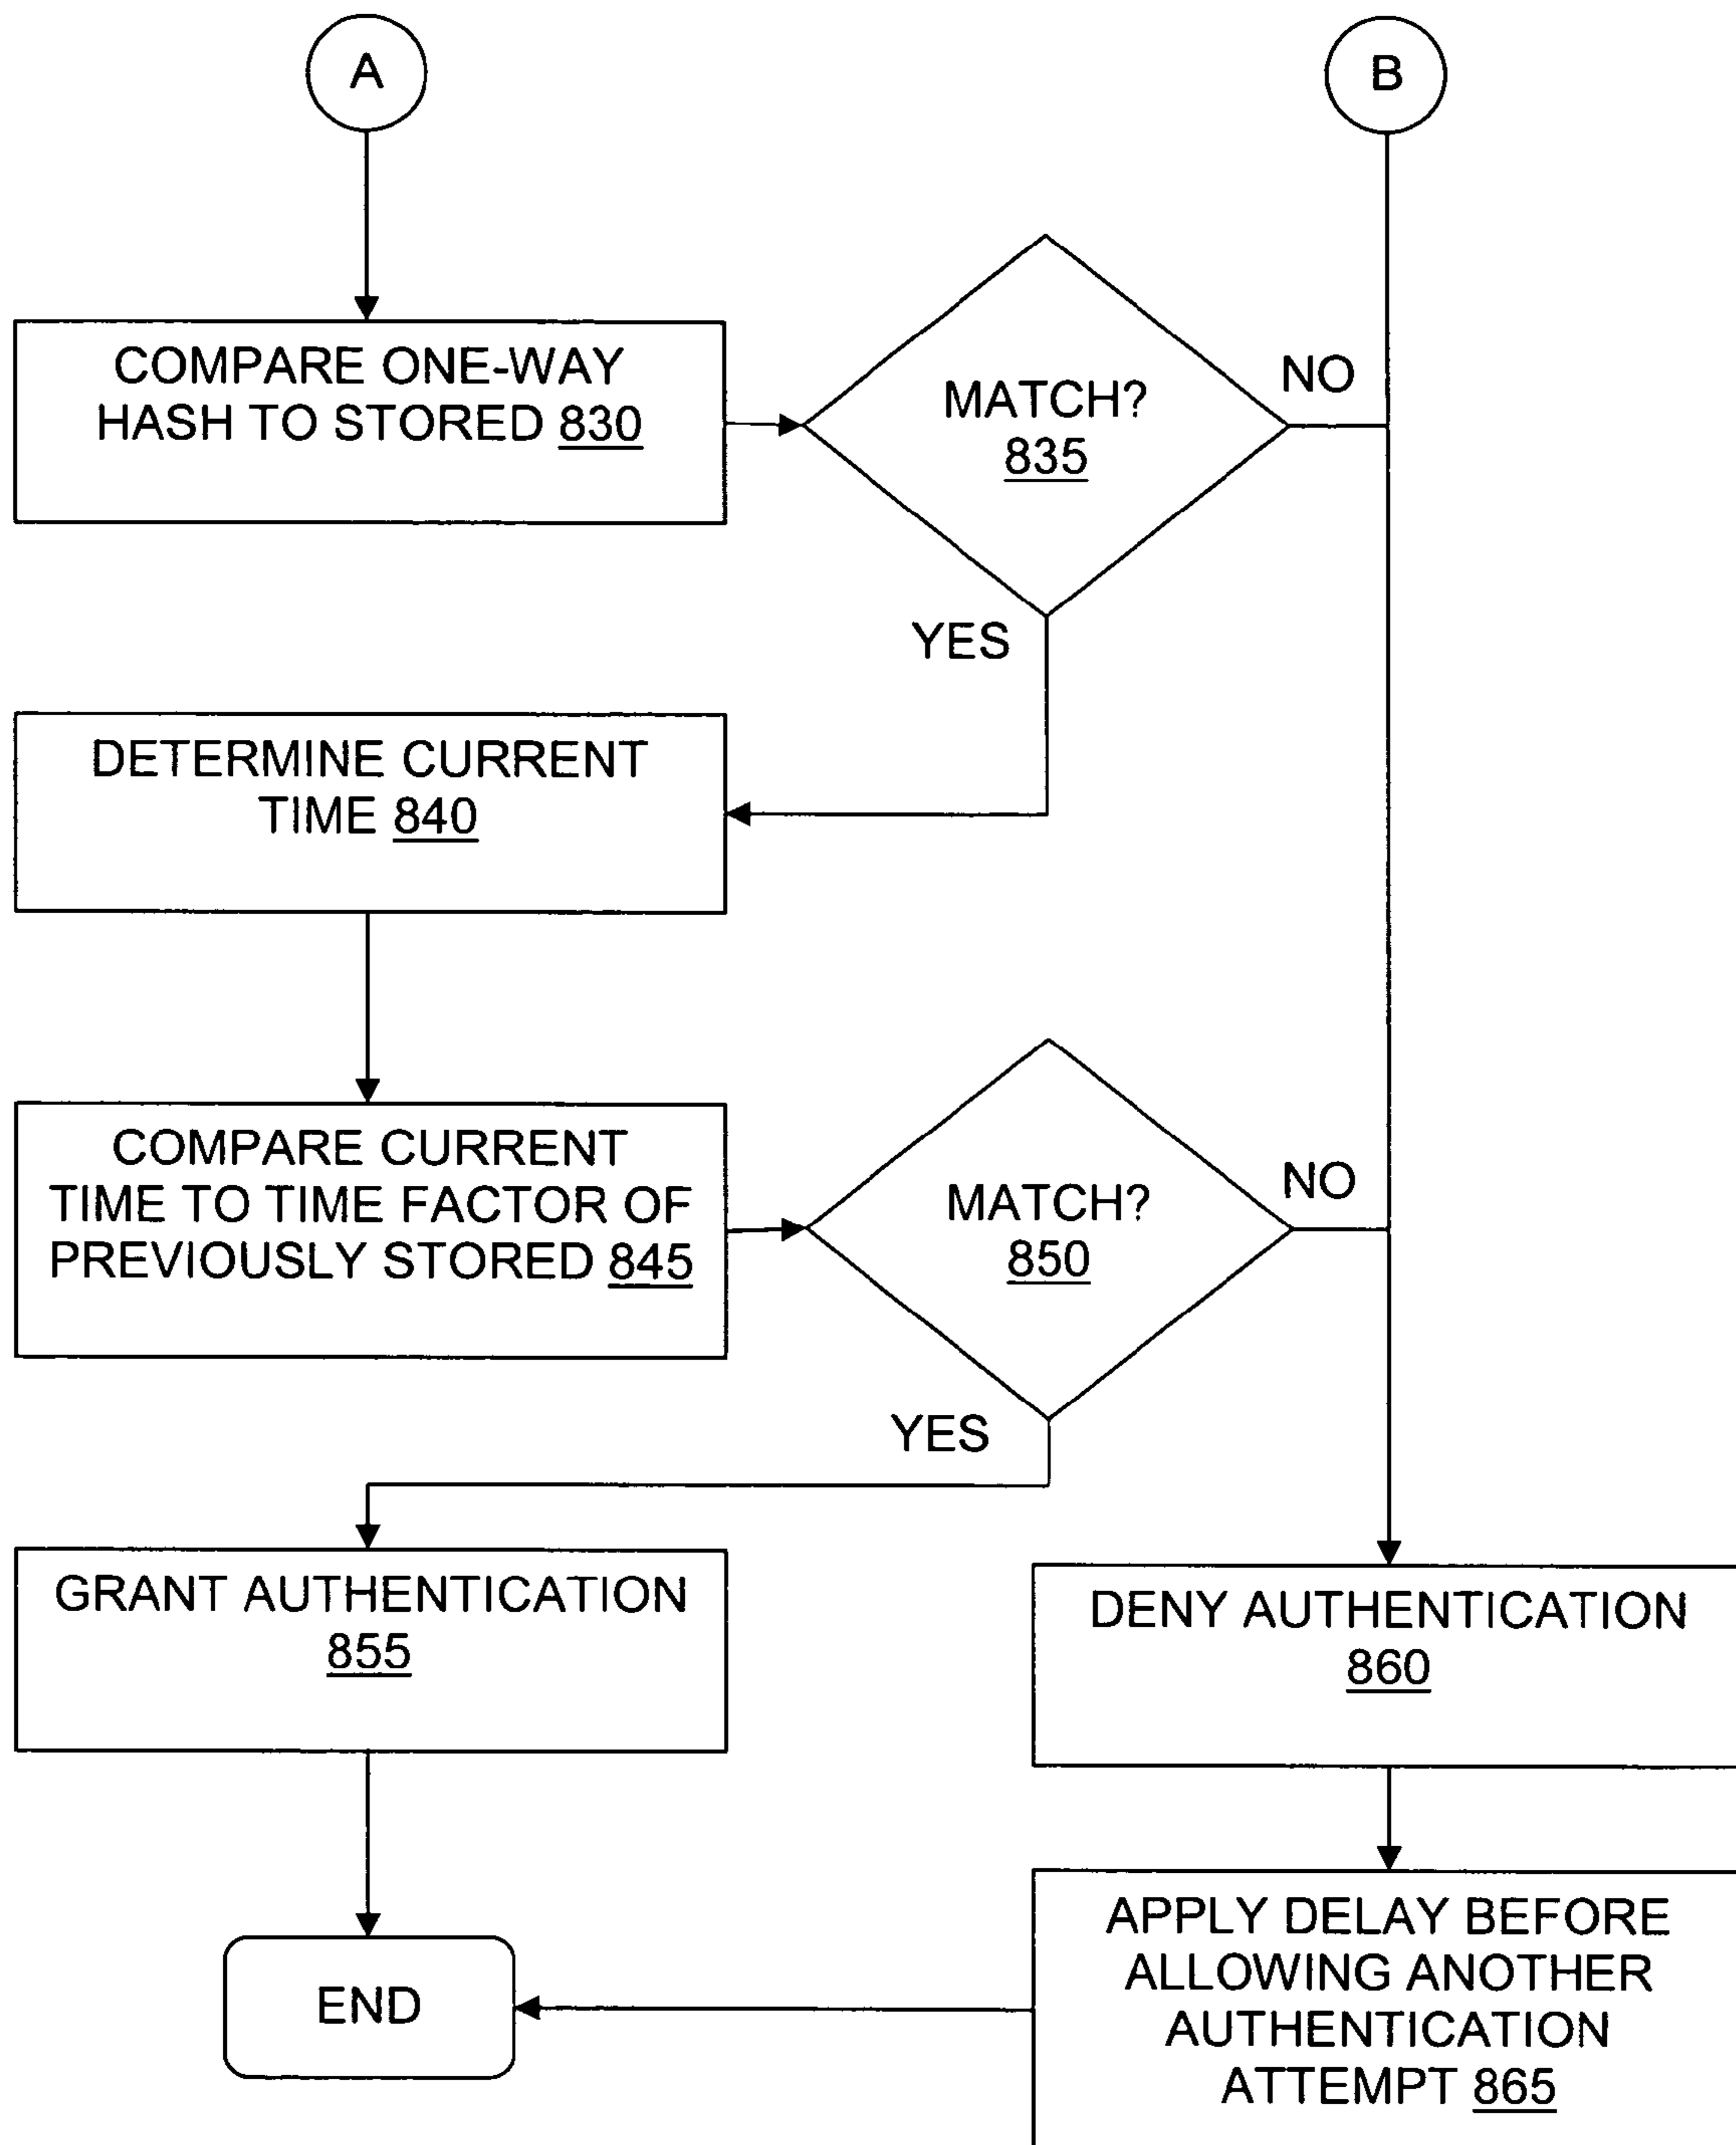 A
B
COMPARE ONE-WAY
HASH TO STORED 830
MATCH?
835
NO
YES
DETERMINE CURRENT
TIME 840
COMPARE CURRENT
TIME TO TIME FACTOR OF
PREVIOUSLY STORED 845
MATCH?
850
NO
YES
GRANT AUTHENTICATION
855
DENY AUTHENTICATION
860
END
APPLY DELAY BEFORE
ALLOWING ANOTHER
AUTHENTICATION
ATTEMPT 865